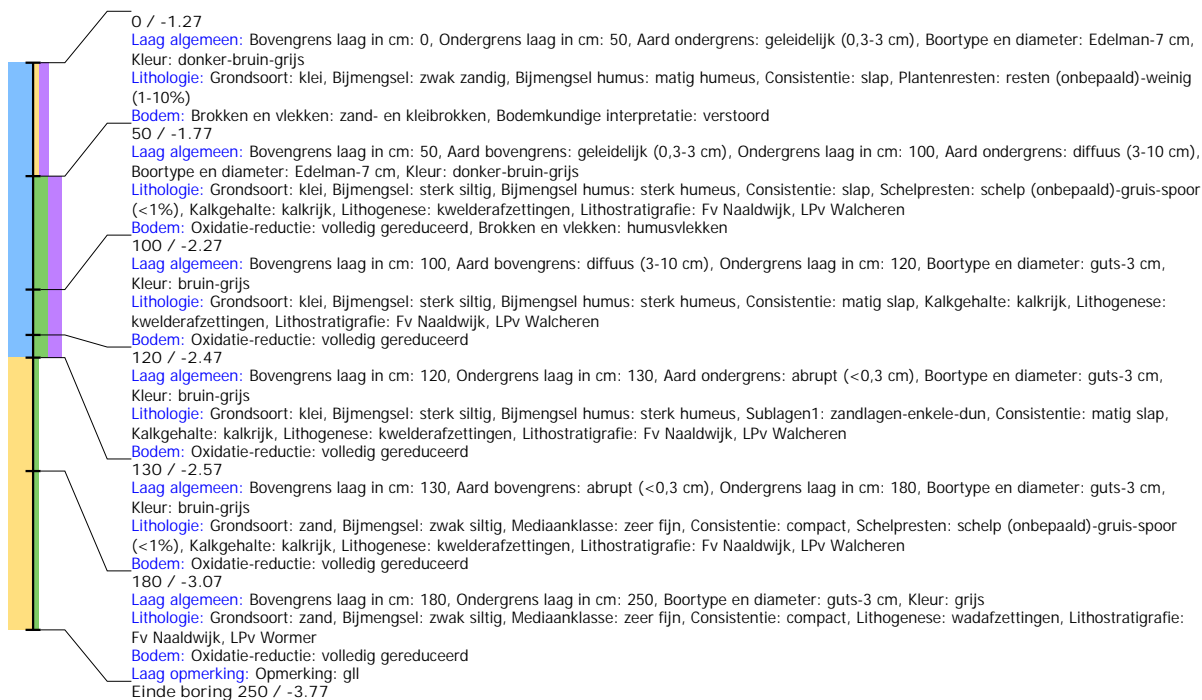 0 / -1.27
Laag algemeen: Bovengrens laag in cm: 0, Ondergrens laag in cm: 50, Aard ondergrens: geleidelijk (0,3-3 cm), Boortype en diameter: Edelman-7 cm,
Kleur: donker-bruin-grijs
Lithologie: Grondsoort: klei, Bijmengsel: zwak zandig, Bijmengsel humus: matig humeus, Consistentie: slap, Plantenresten: resten (onbepaald)-weinig
(1-10%)
Bodem: Brokken en vlekken: zand- en kleibrokken, Bodemkundige interpretatie: verstoord
50 / -1.77
Laag algemeen: Bovengrens laag in cm: 50, Aard bovengrens: geleidelijk (0,3-3 cm), Ondergrens laag in cm: 100, Aard ondergrens: diffuus (3-10 cm),
Boortype en diameter: Edelman-7 cm, Kleur: donker-bruin-grijs
Lithologie: Grondsoort: klei, Bijmengsel: sterk siltig, Bijmengsel humus: sterk humeus, Consistentie: slap, Schelpresten: schelp (onbepaald)-gruis-spoor
(<1%), Kalkgehalte: kalkrijk, Lithogenese: kwelderafzettingen, Lithostratigrafie: Fv Naaldwijk, LPv Walcheren
Bodem: Oxidatie-reductie: volledig gereduceerd, Brokken en vlekken: humusvlekken
100 / -2.27
Laag algemeen: Bovengrens laag in cm: 100, Aard bovengrens: diffuus (3-10 cm), Ondergrens laag in cm: 120, Boortype en diameter: guts-3 cm,
Kleur: bruin-grijs
Lithologie: Grondsoort: klei, Bijmengsel: sterk siltig, Bijmengsel humus: sterk humeus, Consistentie: matig slap, Kalkgehalte: kalkrijk, Lithogenese:
kwelderafzettingen, Lithostratigrafie: Fv Naaldwijk, LPv Walcheren
Bodem: Oxidatie-reductie: volledig gereduceerd
120 / -2.47
Laag algemeen: Bovengrens laag in cm: 120, Ondergrens laag in cm: 130, Aard ondergrens: abrupt (<0,3 cm), Boortype en diameter: guts-3 cm,
Kleur: bruin-grijs
Lithologie: Grondsoort: klei, Bijmengsel: sterk siltig, Bijmengsel humus: sterk humeus, Sublagen1: zandlagen-enkele-dun, Consistentie: matig slap,
Kalkgehalte: kalkrijk, Lithogenese: kwelderafzettingen, Lithostratigrafie: Fv Naaldwijk, LPv Walcheren
Bodem: Oxidatie-reductie: volledig gereduceerd
130 / -2.57
Laag algemeen: Bovengrens laag in cm: 130, Aard bovengrens: abrupt (<0,3 cm), Ondergrens laag in cm: 180, Boortype en diameter: guts-3 cm,
Kleur: bruin-grijs
Lithologie: Grondsoort: zand, Bijmengsel: zwak siltig, Mediaanklasse: zeer fijn, Consistentie: compact, Schelpresten: schelp (onbepaald)-gruis-spoor
(<1%), Kalkgehalte: kalkrijk, Lithogenese: kwelderafzettingen, Lithostratigrafie: Fv Naaldwijk, LPv Walcheren
Bodem: Oxidatie-reductie: volledig gereduceerd
180 / -3.07
Laag algemeen: Bovengrens laag in cm: 180, Ondergrens laag in cm: 250, Boortype en diameter: guts-3 cm, Kleur: grijs
Lithologie: Grondsoort: zand, Bijmengsel: zwak siltig, Mediaanklasse: zeer fijn, Consistentie: compact, Lithogenese: wadafzettingen, Lithostratigrafie:
Fv Naaldwijk, LPv Wormer
Bodem: Oxidatie-reductie: volledig gereduceerd
Laag opmerking: Opmerking: gll
Einde boring 250 / -3.77